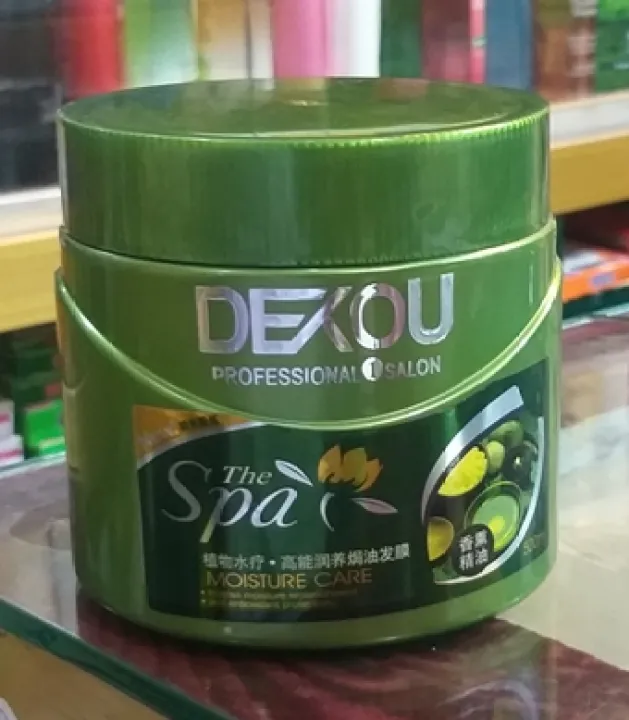 DEXOU
PROFESSIONAL 1 SALON
The
Spa
植物水疗·高能润养焗油发膜
MOISTURE CARE
香薰
精油